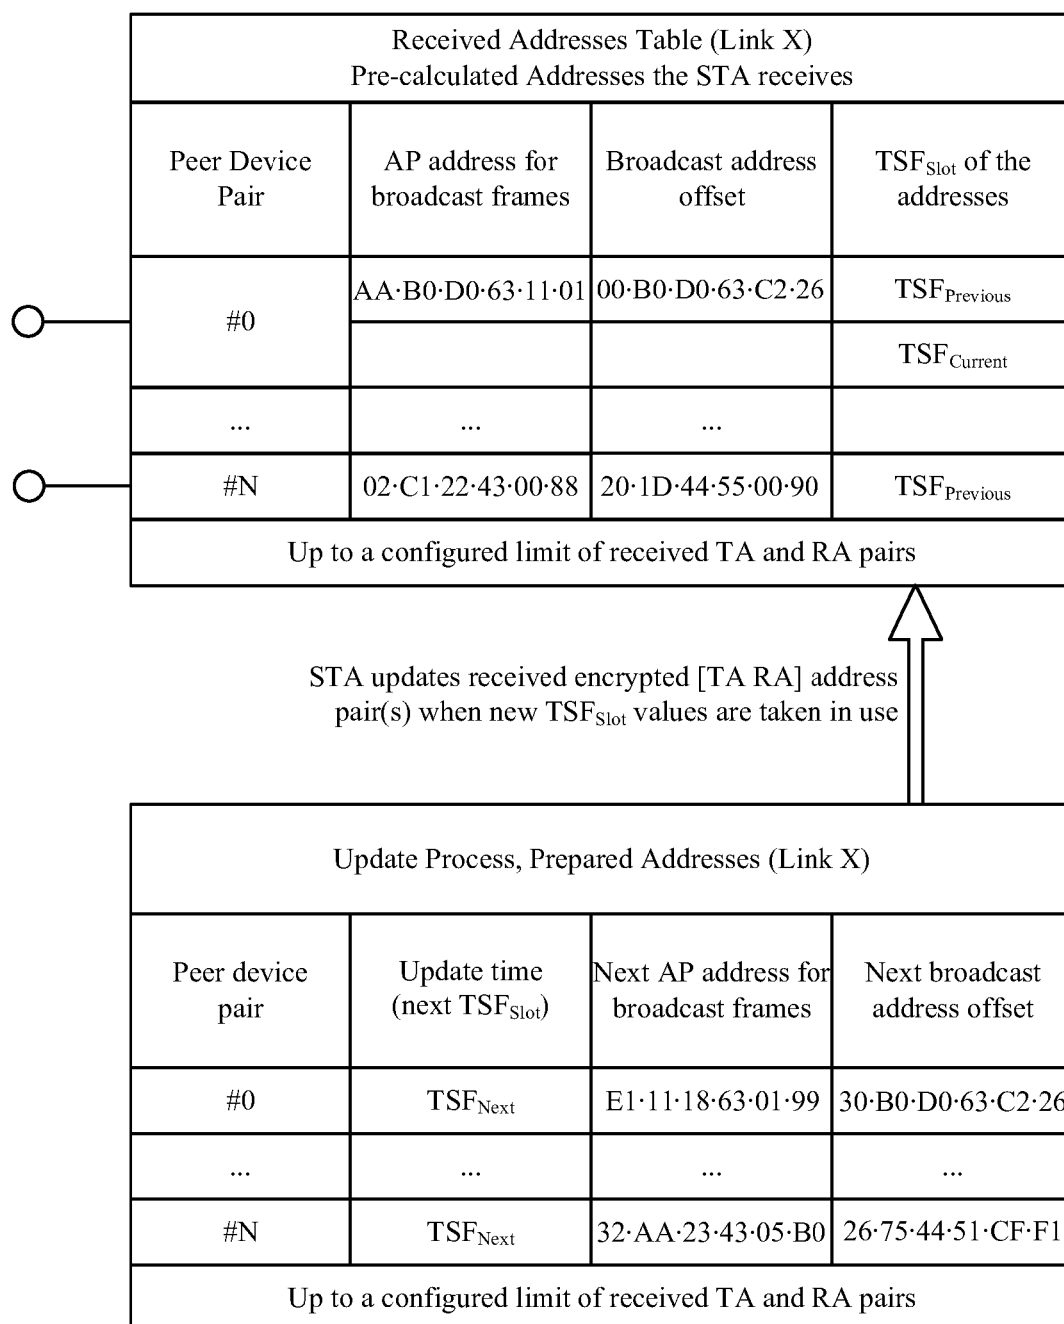 Received Addresses Table (Link X)
Pre-calculated Addresses the STA receives
Peer Device
Pair
AP address for
broadcast frames
Broadcast address
offset
TSFSlot of the
addresses
#0
AA·B0·D0·63·11·01
00·B0·D0·63·C2·26
TSFPrevious
TSFCurrent
...
...
...
#N
02·C1·22·43·00·88
20·1D·44·55·00·90
TSFPrevious
Up to a configured limit of received TA and RA pairs
STA updates received encrypted [TA RA] address
pair(s) when new TSFSlot values are taken in use
Update Process, Prepared Addresses (Link X)
Peer device
pair
Update time
(next TSFSlot)
Next AP address for
broadcast frames
Next broadcast
address offset
#0
TSFNext
E1·11·18·63·01·99
30·B0·D0·63·C2·26
...
...
...
...
#N
TSFNext
32·AA·23·43·05·B0
26·75·44·51·CF·F1
Up to a configured limit of received TA and RA pairs